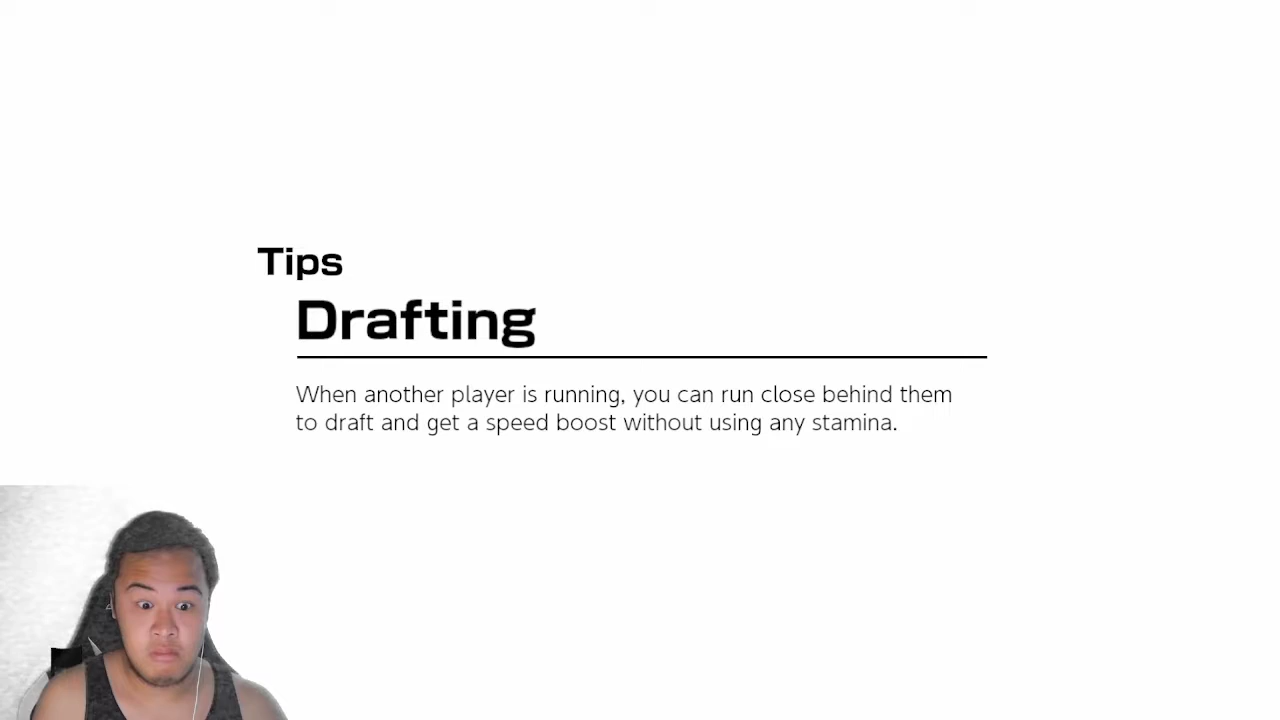 Tips
Drafting
When another player is running, you can run close behind them
to draft and get a speed boost without using any stamina.